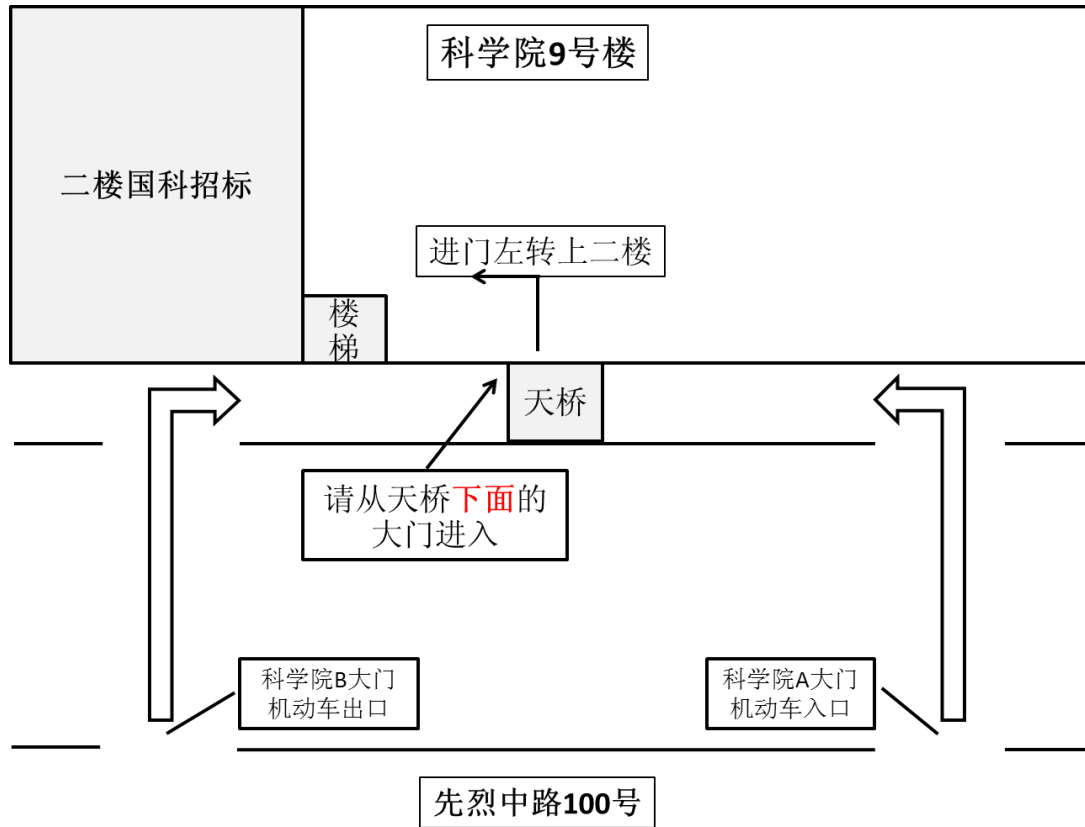 科学院9号楼
二楼国科招标
进门左转上二楼
楼
梯
天桥
请从天桥下面的
大门进入
科学院B大门
机动车出口
科学院A大门
机动车入口
先烈中路100号